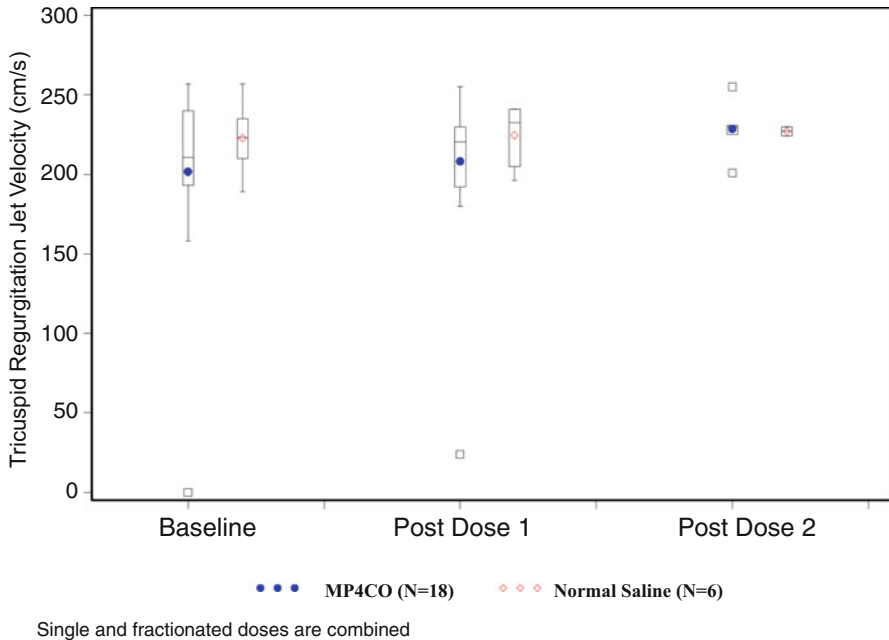 Tricuspid Regurgitation Jet Velocity (cm/s)
300
250
200
150
100
50
0
Baseline Post Dose 1 Post Dose 2
MP4CO (N=18) Normal Saline (N=6)
Single and fractionated doses are combined